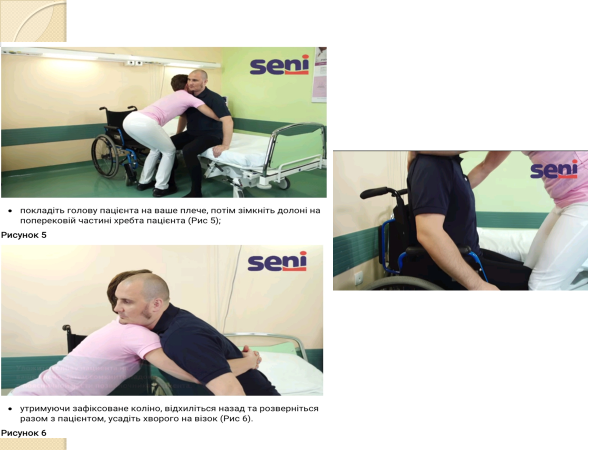 seni
• покладіть голову пацієнта на ваше плече, потім зімкніть долоні на
поперековій частині хребта пацієнта (Рис 5);
Рисунок 5
seni
• утримуючи зафіксоване коліно, відхиліться назад та розверніться
разом з пацієнтом, усадіть хворого на візок (Рис 6).
Рисунок 6
seni